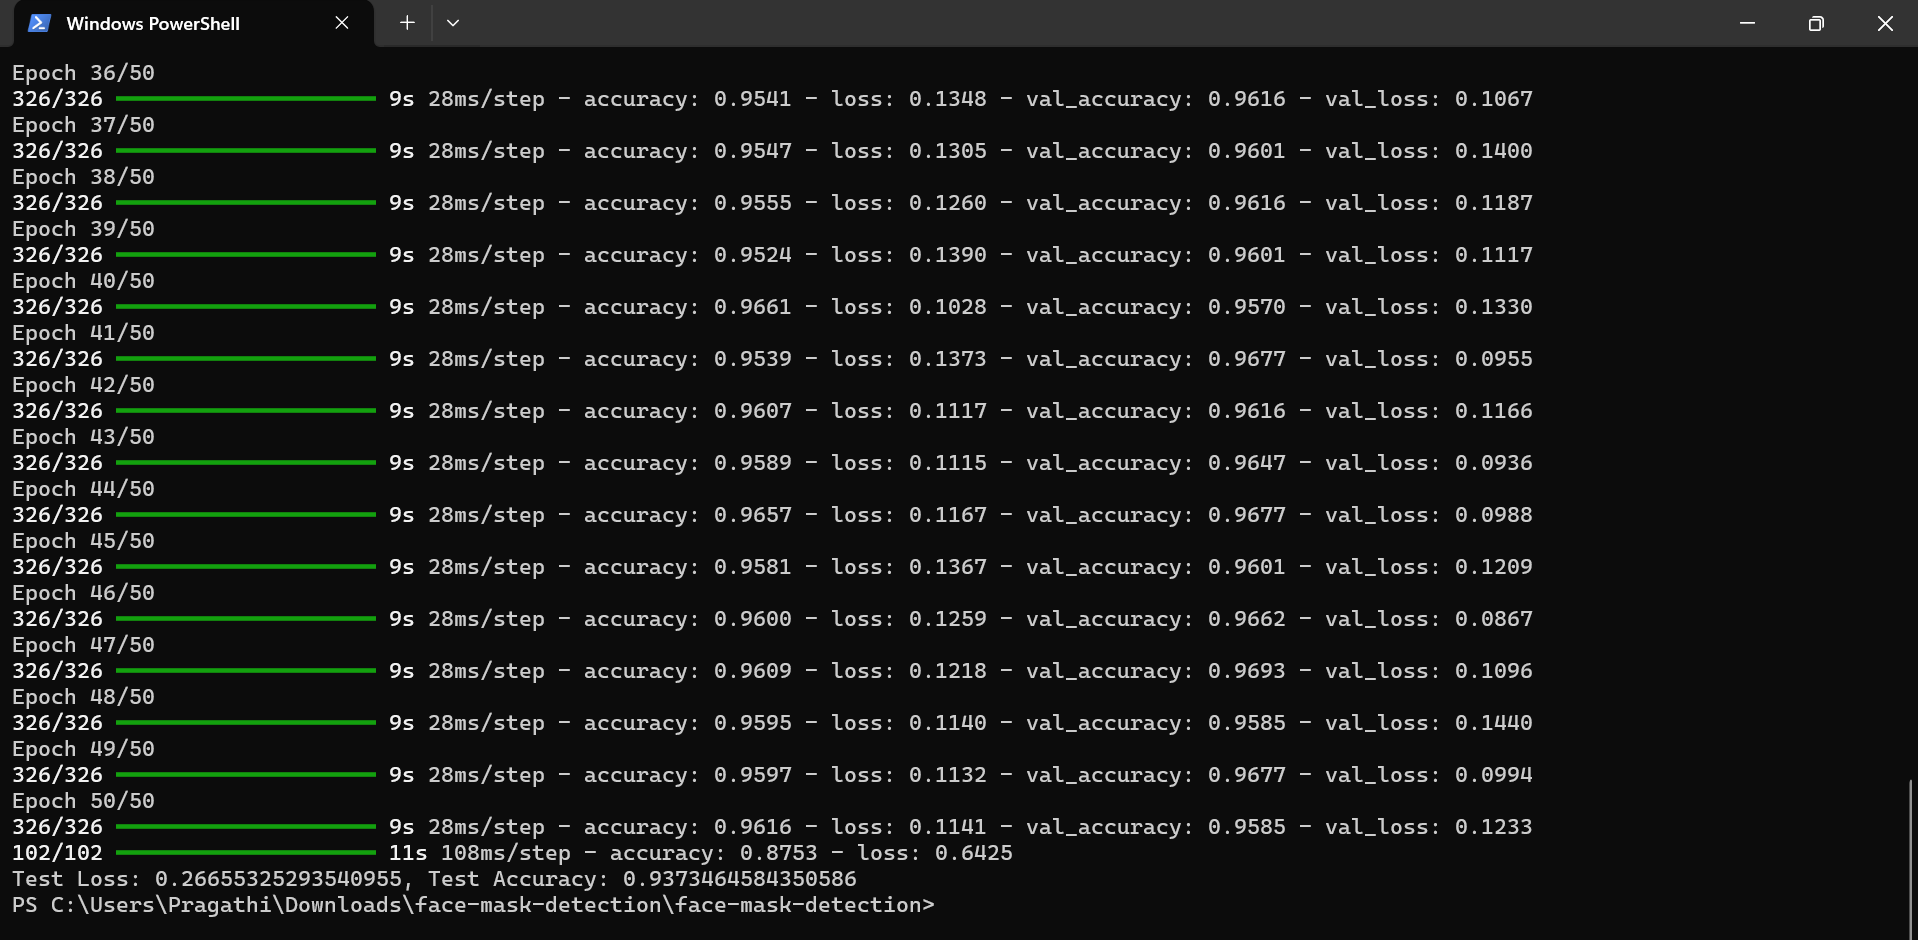 Windows PowerShell
Epoch 36/50
326/326 9s 28ms/step - accuracy: 0.9541 - loss: 0.1348 - val_accuracy: 0.9616 - val_loss: 0.1067
Epoch 37/50
326/326 9s 28ms/step - accuracy: 0.9547 - loss: 0.1305 - val_accuracy: 0.9601 - val_loss: 0.1400
Epoch 38/50
326/326 9s 28ms/step - accuracy: 0.9555 - loss: 0.1260 - val_accuracy: 0.9616 - val_loss: 0.1187
Epoch 39/50
326/326 9s 28ms/step - accuracy: 0.9524 - loss: 0.1390 - val_accuracy: 0.9601 - val_loss: 0.1117
Epoch 40/50
326/326 9s 28ms/step - accuracy: 0.9661 - loss: 0.1028 - val_accuracy: 0.9570 - val_loss: 0.1330
Epoch 41/50
326/326 9s 28ms/step - accuracy: 0.9539 - loss: 0.1373 - val_accuracy: 0.9677 - val_loss: 0.0955
Epoch 42/50
326/326 9s 28ms/step - accuracy: 0.9607 - loss: 0.1117 - val_accuracy: 0.9616 - val_loss: 0.1166
Epoch 43/50
326/326 9s 28ms/step - accuracy: 0.9589 - loss: 0.1115 - val_accuracy: 0.9647 - val_loss: 0.0936
Epoch 44/50
326/326 9s 28ms/step - accuracy: 0.9657 - loss: 0.1167 - val_accuracy: 0.9677 - val_loss: 0.0988
Epoch 45/50
326/326 9s 28ms/step - accuracy: 0.9581 - loss: 0.1367 - val_accuracy: 0.9601 - val_loss: 0.1209
Epoch 46/50
326/326 9s 28ms/step - accuracy: 0.9600 - loss: 0.1259 - val_accuracy: 0.9662 - val_loss: 0.0867
Epoch 47/50
326/326 9s 28ms/step - accuracy: 0.9609 - loss: 0.1218 - val_accuracy: 0.9693 - val_loss: 0.1096
Epoch 48/50
326/326 9s 28ms/step - accuracy: 0.9595 - loss: 0.1140 - val_accuracy: 0.9585 - val_loss: 0.1440
Epoch 49/50
326/326 9s 28ms/step - accuracy: 0.9597 - loss: 0.1132 - val_accuracy: 0.9677 - val_loss: 0.0994
Epoch 50/50
326/326 9s 28ms/step - accuracy: 0.9616 - loss: 0.1141 - val_accuracy: 0.9585 - val_loss: 0.1233
102/102 11s 108ms/step - accuracy: 0.8753 - loss: 0.6425
Test Loss: 0.26655325293540955, Test Accuracy: 0.9373464584350586
PS C:\Users\Pragathi\Downloads\face-mask-detection\face-mask-detection>